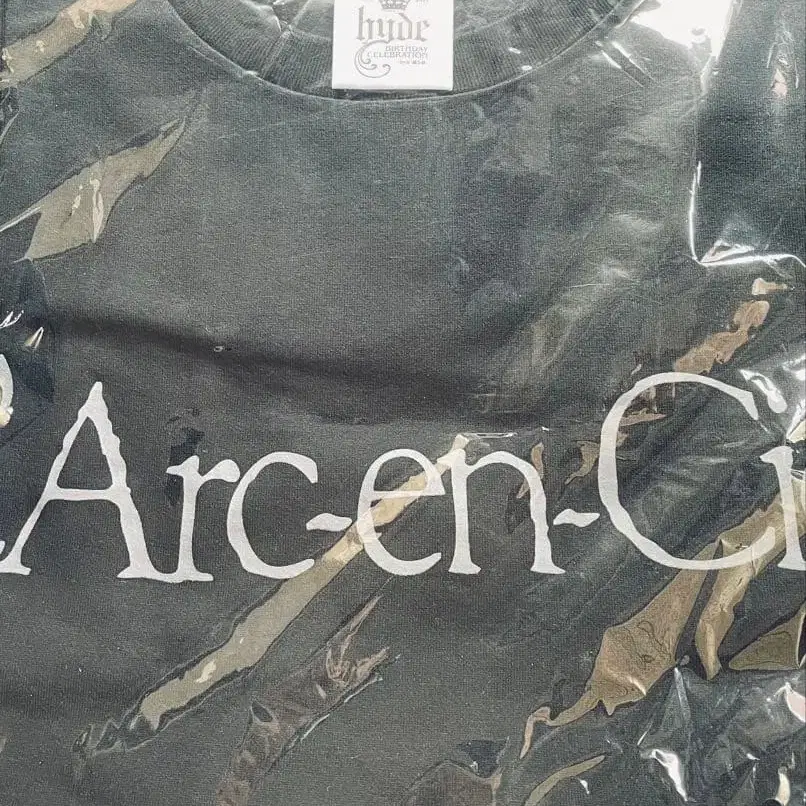 hyde
BIRTHDAY
CELEBRATION
Arc-en-Ci